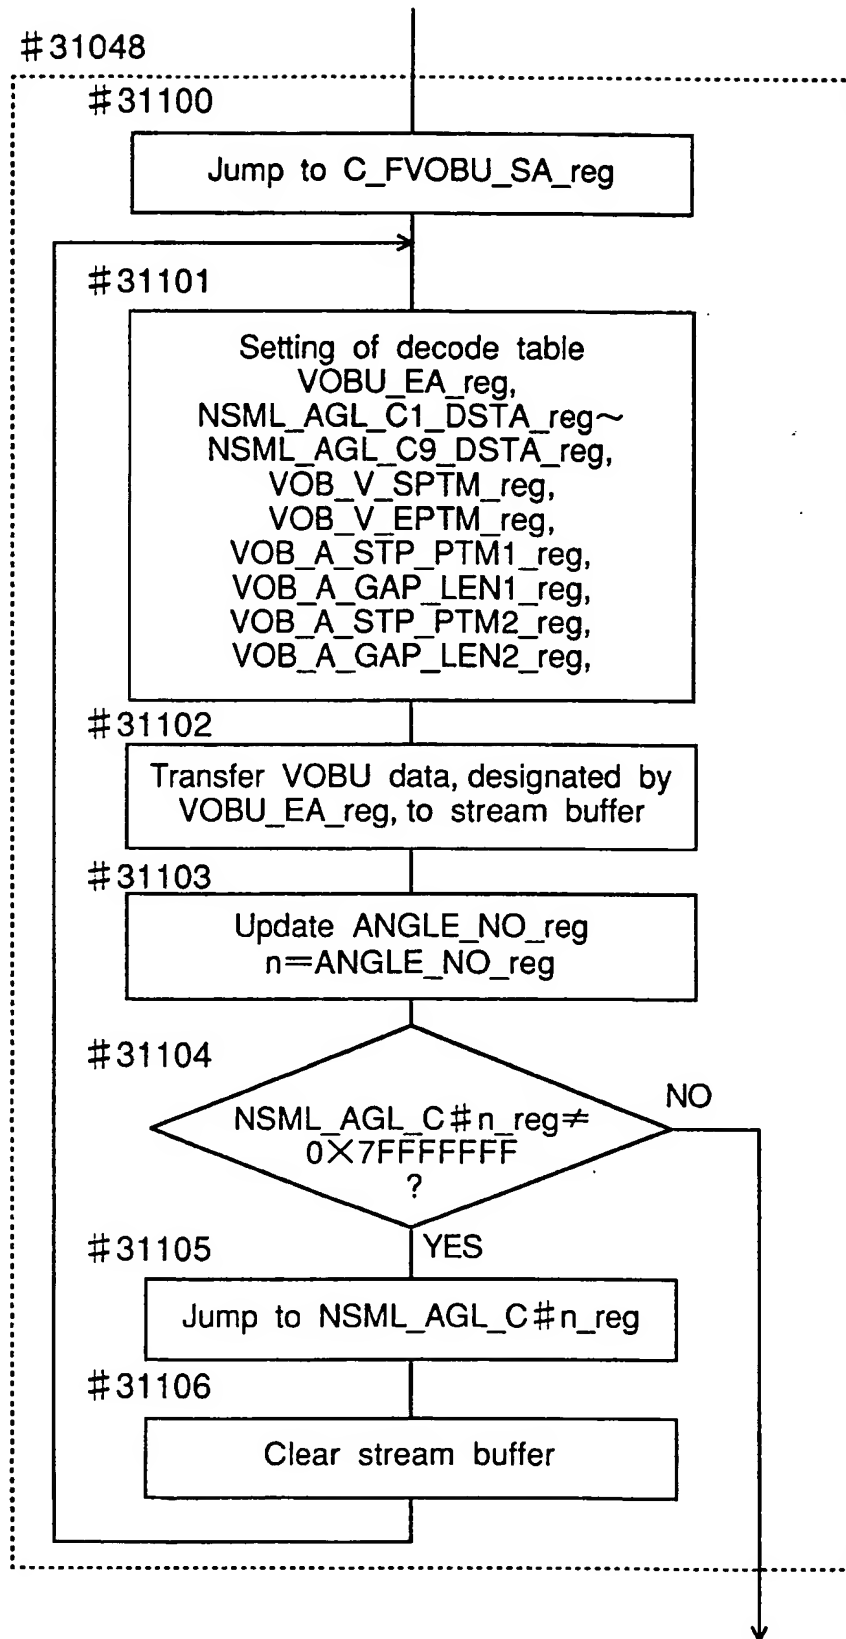 #31048
#31100
Jump to C_FVOBU_SA_reg
#31101
Setting of decode table
VOBU_EA_reg,
NSML_AGL_C1_DSTA_reg~
NSML_AGL_C9_DSTA_reg,
VOB_V_SPTM_reg,
VOB_V_EPTM_reg,
VOB_A_STP_PTM1_reg,
VOB_A_GAP_LEN1_reg,
VOB_A_STP_PTM2_reg,
VOB_A_GAP_LEN2_reg,
#31102
Transfer VOBU data, designated by
VOBU_EA_reg, to stream buffer
#31103
Update ANGLE_NO_reg
n=ANGLE_NO_reg
#31104
NSML_AGL_C#n_reg≠
0×7FFFFFFF
?
NO
YES
#31105
Jump to NSML_AGL_C#n_reg
#31106
Clear stream buffer